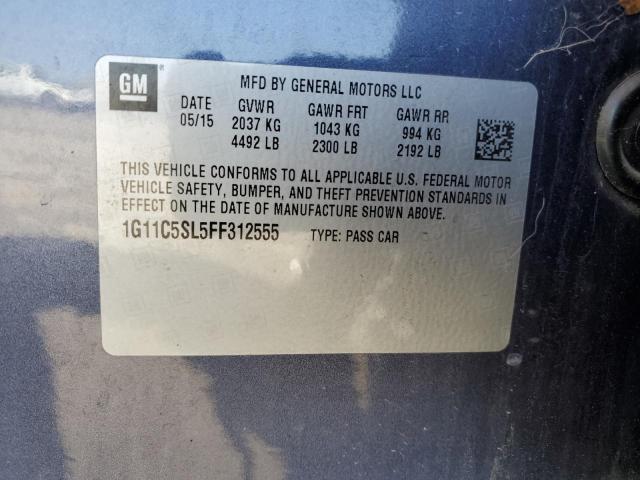 GM
MFD BY GENERAL MOTORS LLC
DATE GVWR GAWR FRT GAWR RR
05/15 2037 KG 1043 KG 994 KG
4492 LB 2300 LB 2192 LB
THIS VEHICLE CONFORMS TO ALL APPLICABLE U.S. FEDERAL MOTOR
VEHICLE SAFETY, BUMPER, AND THEFT PREVENTION STANDARDS IN
EFFECT ON THE DATE OF MANUFACTURE SHOWN ABOVE.
1G11C5SL5FF312555 TYPE: PASS CAR